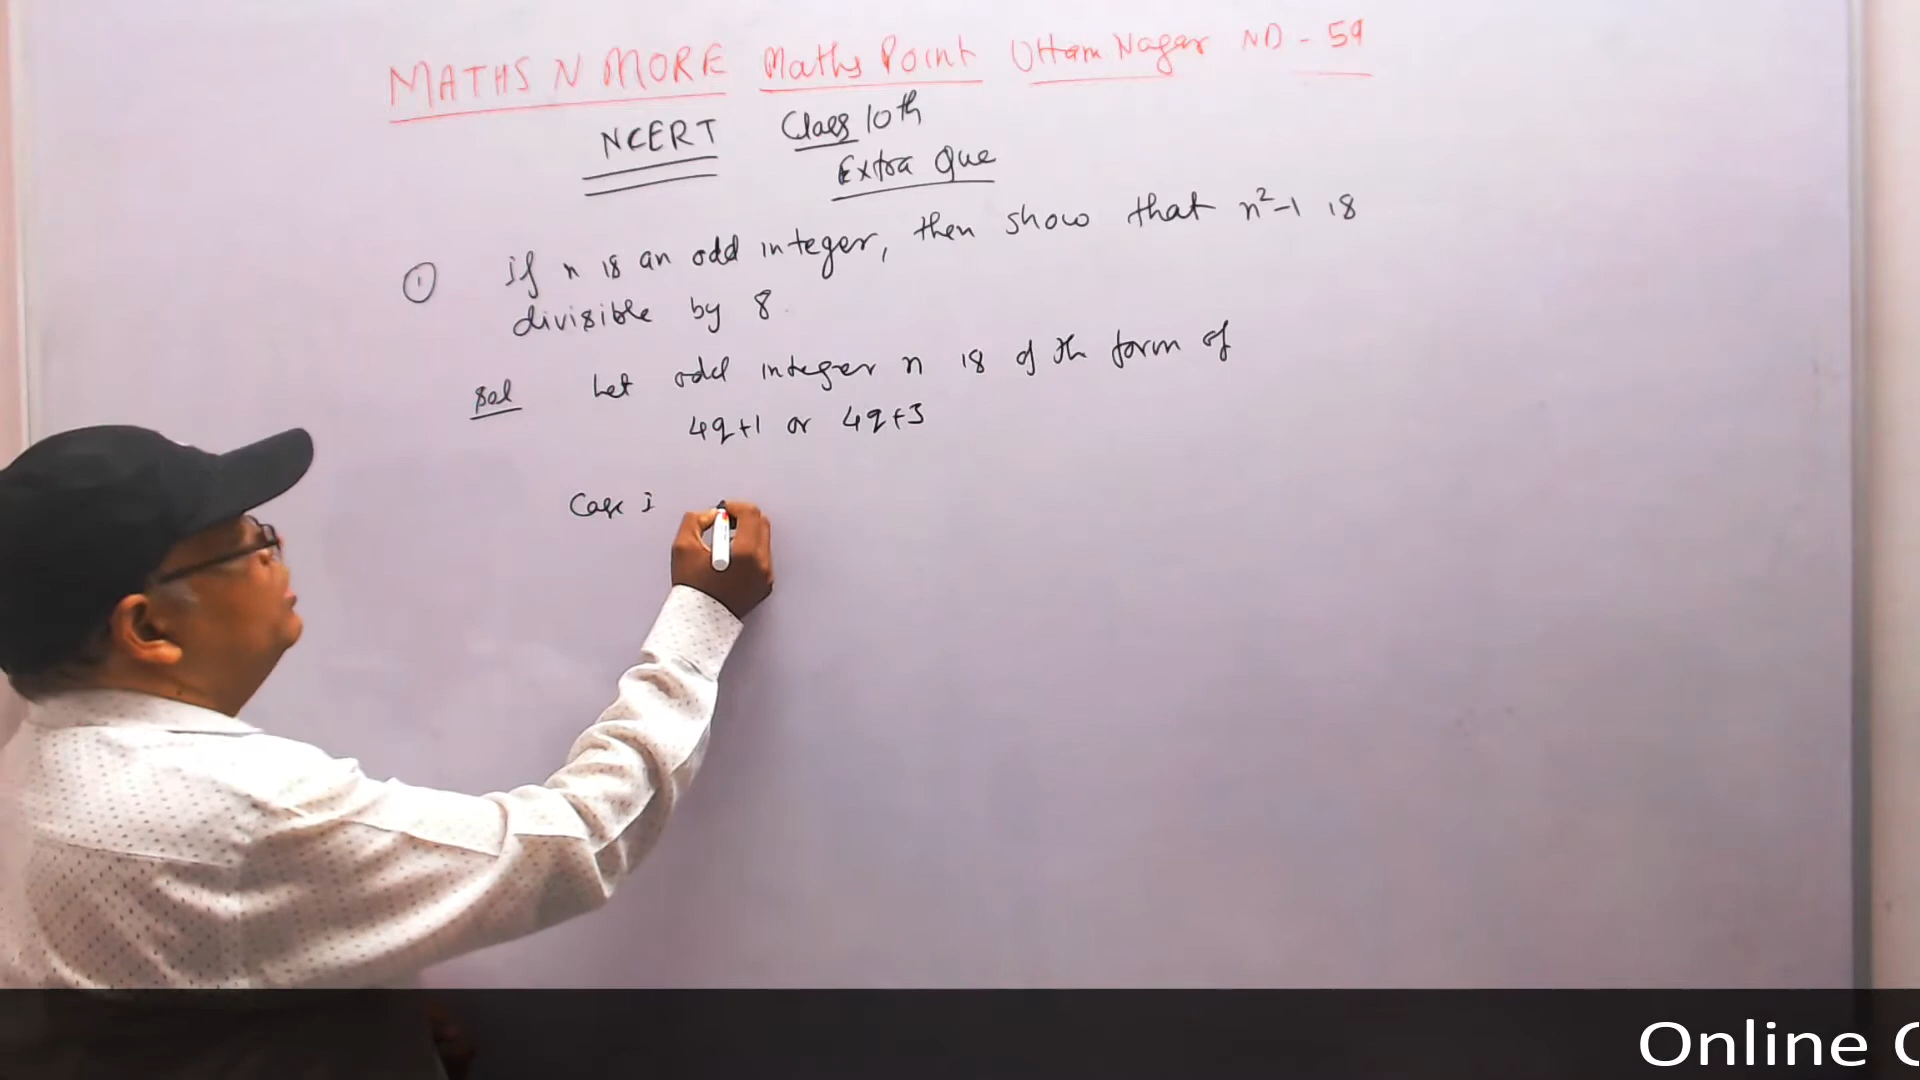 MATHS N MORE Maths Point Uttam Nagar ND - 59
NCERT Class 10th
Extra Que
① If n is an odd integer, then show that n²-1 is
divisible by 8.
Sol Let odd integer n is of th form of
4q+1 or 4q+3
Case I
Online